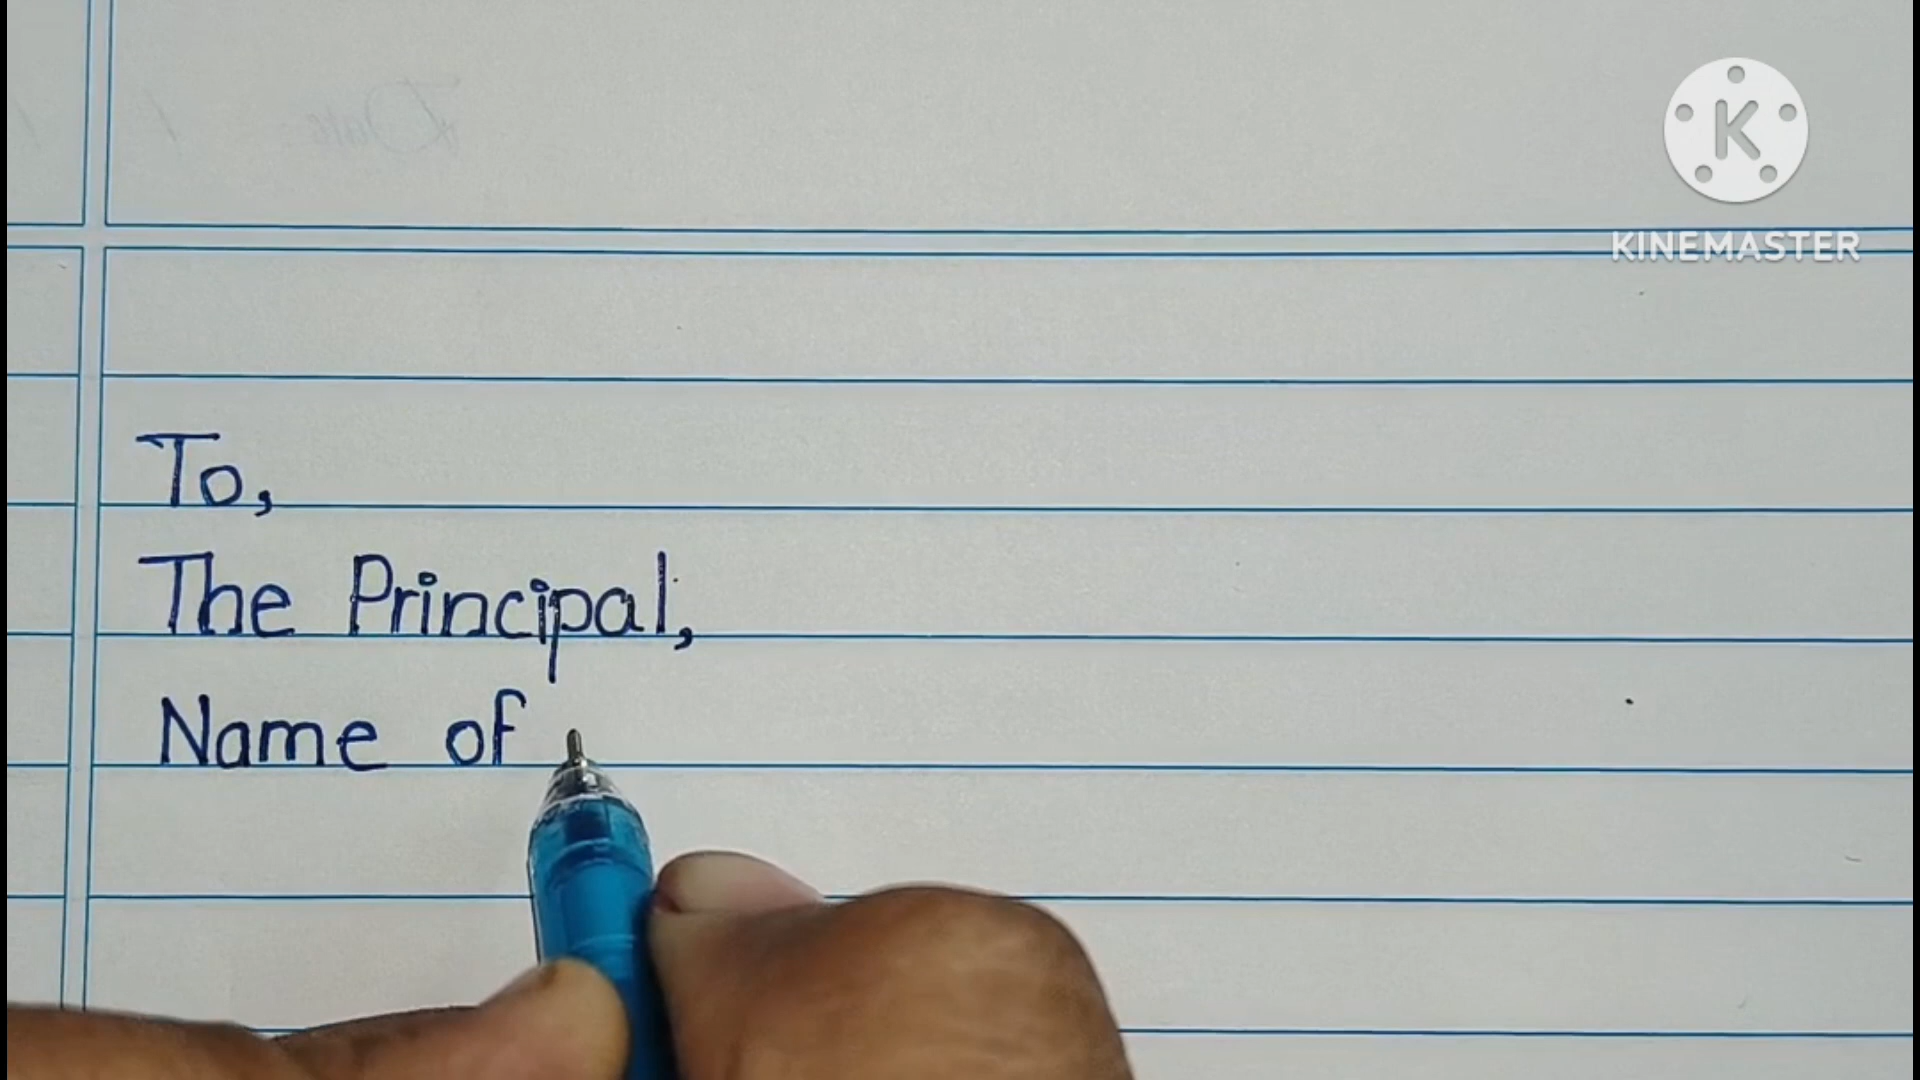 KINEMASTER
To,
The Principal,
Name of